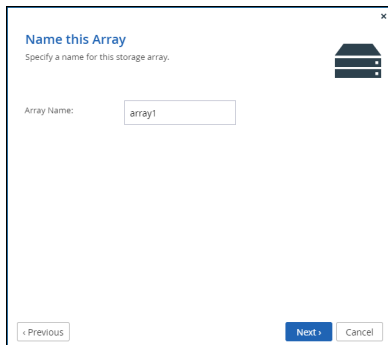 ×
Name this Array
Specify a name for this storage array.
Array Name: array1
‹ Previous Next › Cancel